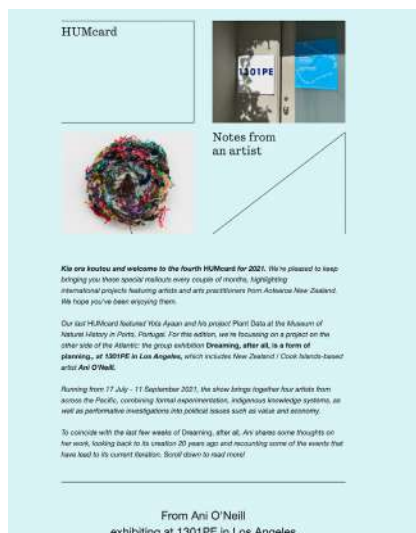 HUMcard
1301PE
Notes from
an artist
Kia ora koutou and welcome to the fourth HUMcard for 2021. We're pleased to keep
bringing you these special mailouts every couple of months, highlighting
international projects featuring artists and arts practitioners from Aotearoa New Zealand.
We hope you've been enjoying them.
Our last HUMcard featured Yota Ayaan and his project Plant Data at the Museum of
Natural History in Porto, Portugal. For this edition, we're focussing on a project on the
other side of the Atlantic: the group exhibition Dreaming, after all, is a form of
planning., at 1301PE in Los Angeles, which includes New Zealand / Cook Islands-based
artist Ani O'Neill.
Running from 17 July - 11 September 2021, the show brings together four artists from
across the Pacific, combining formal experimentation, indigenous knowledge systems, as
well as performative investigations into political issues such as value and economy.
To coincide with the last few weeks of Dreaming, after all, Ani shares some thoughts on
her work, looking back to its creation 20 years ago and recounting some of the events that
have lead to its current iteration. Scroll down to read more!
From Ani O'Neill
exhibiting at 1301PE in Los Angeles